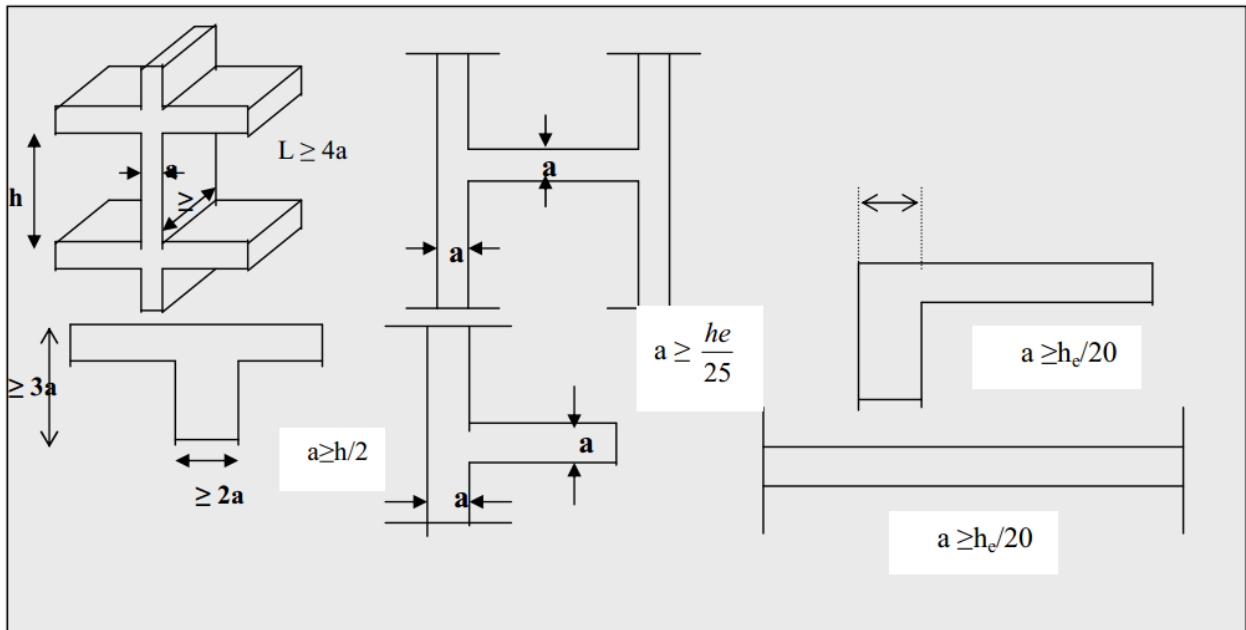 L ≥ 4a
a
≥
h
a
a
≥ 3a
≥ 2a
a≥h/2
a ≥ he/25
a
a
a ≥he/20
a ≥he/20